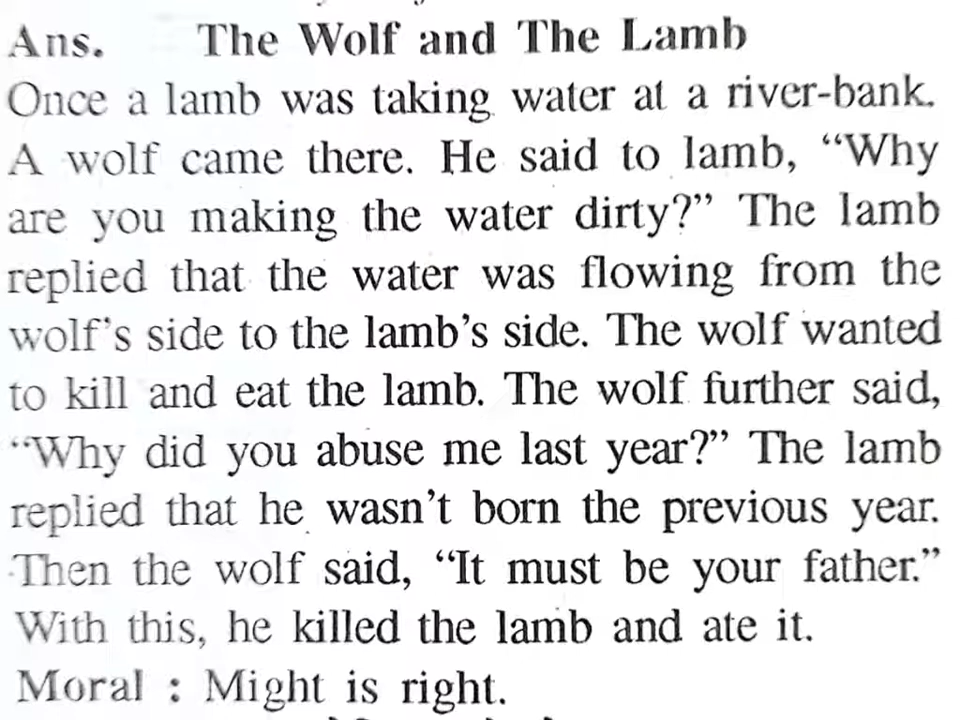 Ans. The Wolf and The Lamb
Once a lamb was taking water at a river-bank.
A wolf came there. He said to lamb, “Why
are you making the water dirty?” The lamb
replied that the water was flowing from the
wolf’s side to the lamb’s side. The wolf wanted
to kill and eat the lamb. The wolf further said,
“Why did you abuse me last year?” The lamb
replied that he wasn’t born the previous year.
Then the wolf said, “It must be your father.”
With this, he killed the lamb and ate it.
Moral : Might is right.